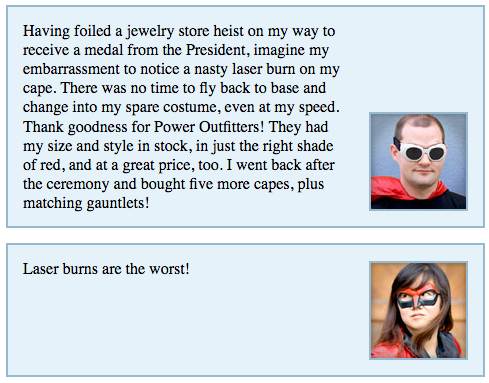 Having foiled a jewelry store heist on my way to
receive a medal from the President, imagine my
embarrassment to notice a nasty laser burn on my
cape. There was no time to fly back to base and
change into my spare costume, even at my speed.
Thank goodness for Power Outfitters! They had
my size and style in stock, in just the right shade
of red, and at a great price, too. I went back after
the ceremony and bought five more capes, plus
matching gauntlets!
Laser burns are the worst!